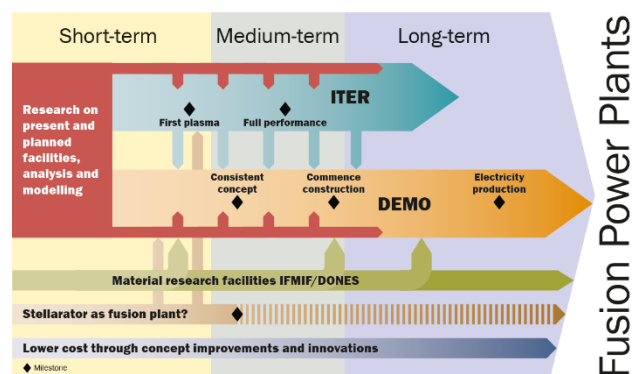 Short-term
Medium-term
Long-term
Research on
present and
planned
facilities,
analysis and
modelling
ITER
First plasma
Full performance
Consistent
concept
Commence
construction
Electricity
production
DEMO
Material research facilities IFMIF/DONES
Stellarator as fusion plant?
Lower cost through concept improvements and innovations
Milestone
Fusion Power Plants